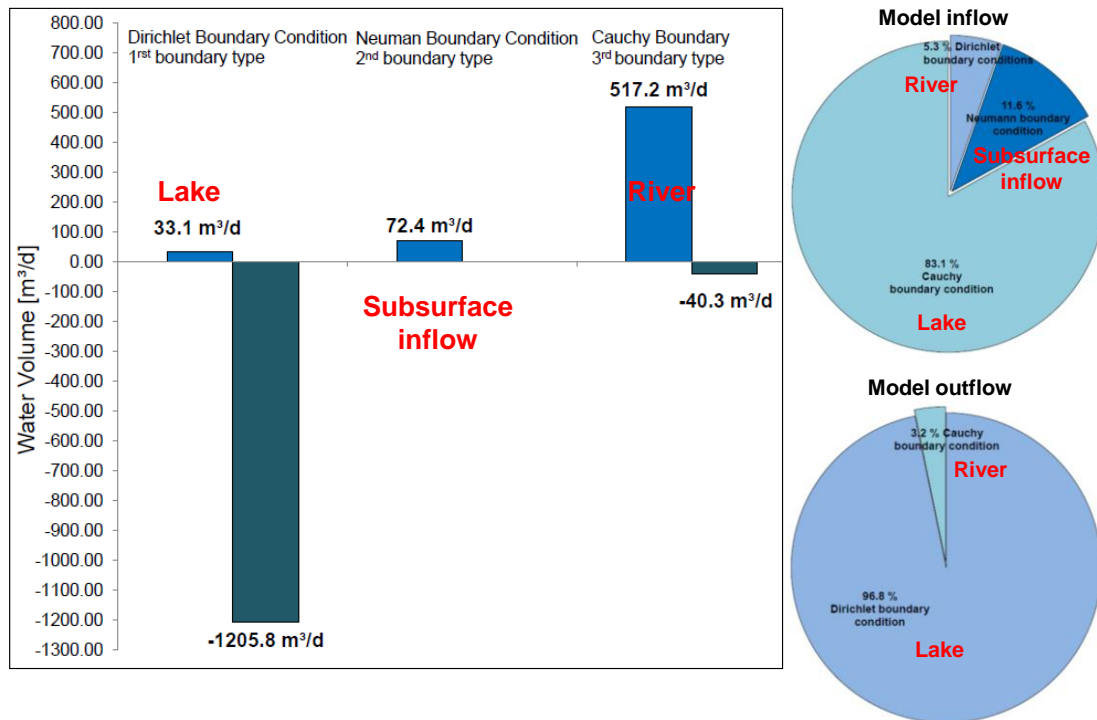 800.00
700.00
600.00
500.00
400.00
300.00
200.00
100.00
0.00
-100.00
-200.00
-300.00
-400.00
-500.00
-600.00
-700.00
-800.00
-900.00
-1000.00
-1100.00
-1200.00
-1300.00
Water Volume [m³/d]
Dirichlet Boundary Condition
1rst boundary type
Neuman Boundary Condition
2nd boundary type
Cauchy Boundary
3rd boundary type
517.2 m³/d
Lake
River
33.1 m³/d
72.4 m³/d
-40.3 m³/d
Subsurface
inflow
-1205.8 m³/d
Model inflow
5.3 % Dirichlet
boundary conditions
River
11.6 %
Neumann boundary
condition
Subsurface
inflow
83.1 %
Cauchy
boundary condition
Lake
Model outflow
3.2 % Cauchy
boundary condition
River
96.8 %
Dirichlet boundary
condition
Lake